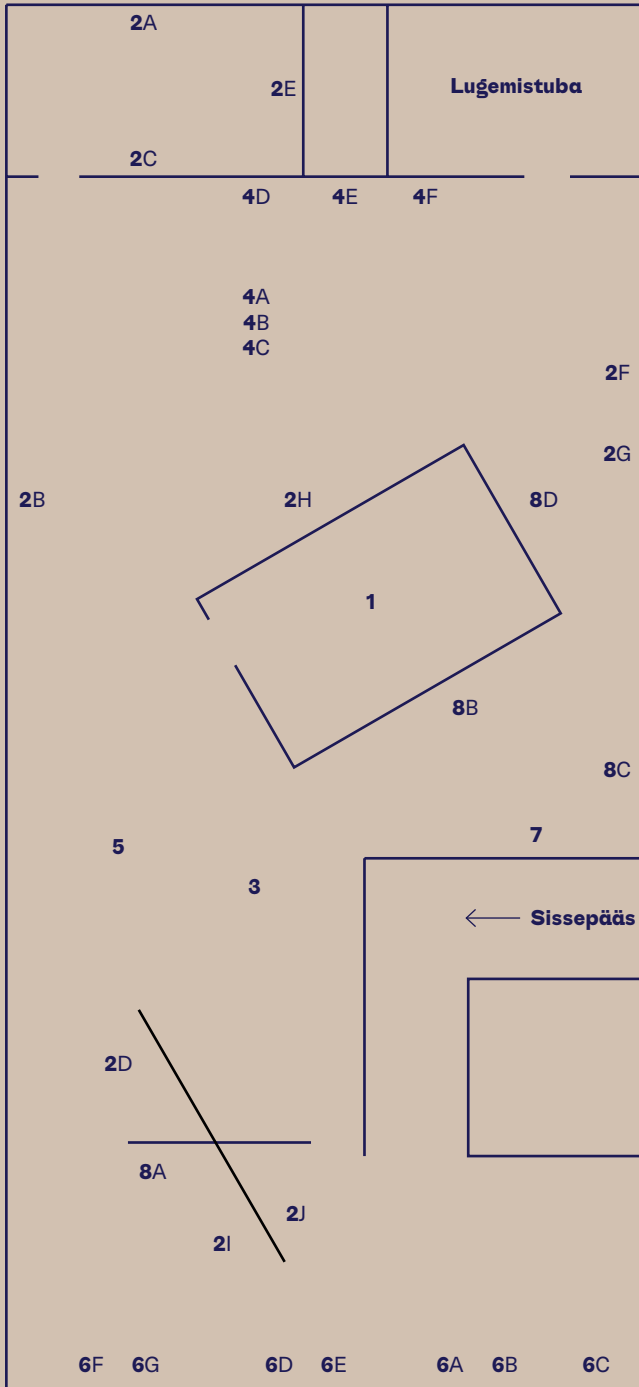 2A
2E
Lugemistuba
2C
4D 4E 4F
4A
4B
4C
2F
2G
2B 2H 8D
1
8B
8C
7
5
3
Sissepääs
2D
8A
2J
2I
6F 6G 6D 6E 6A 6B 6C